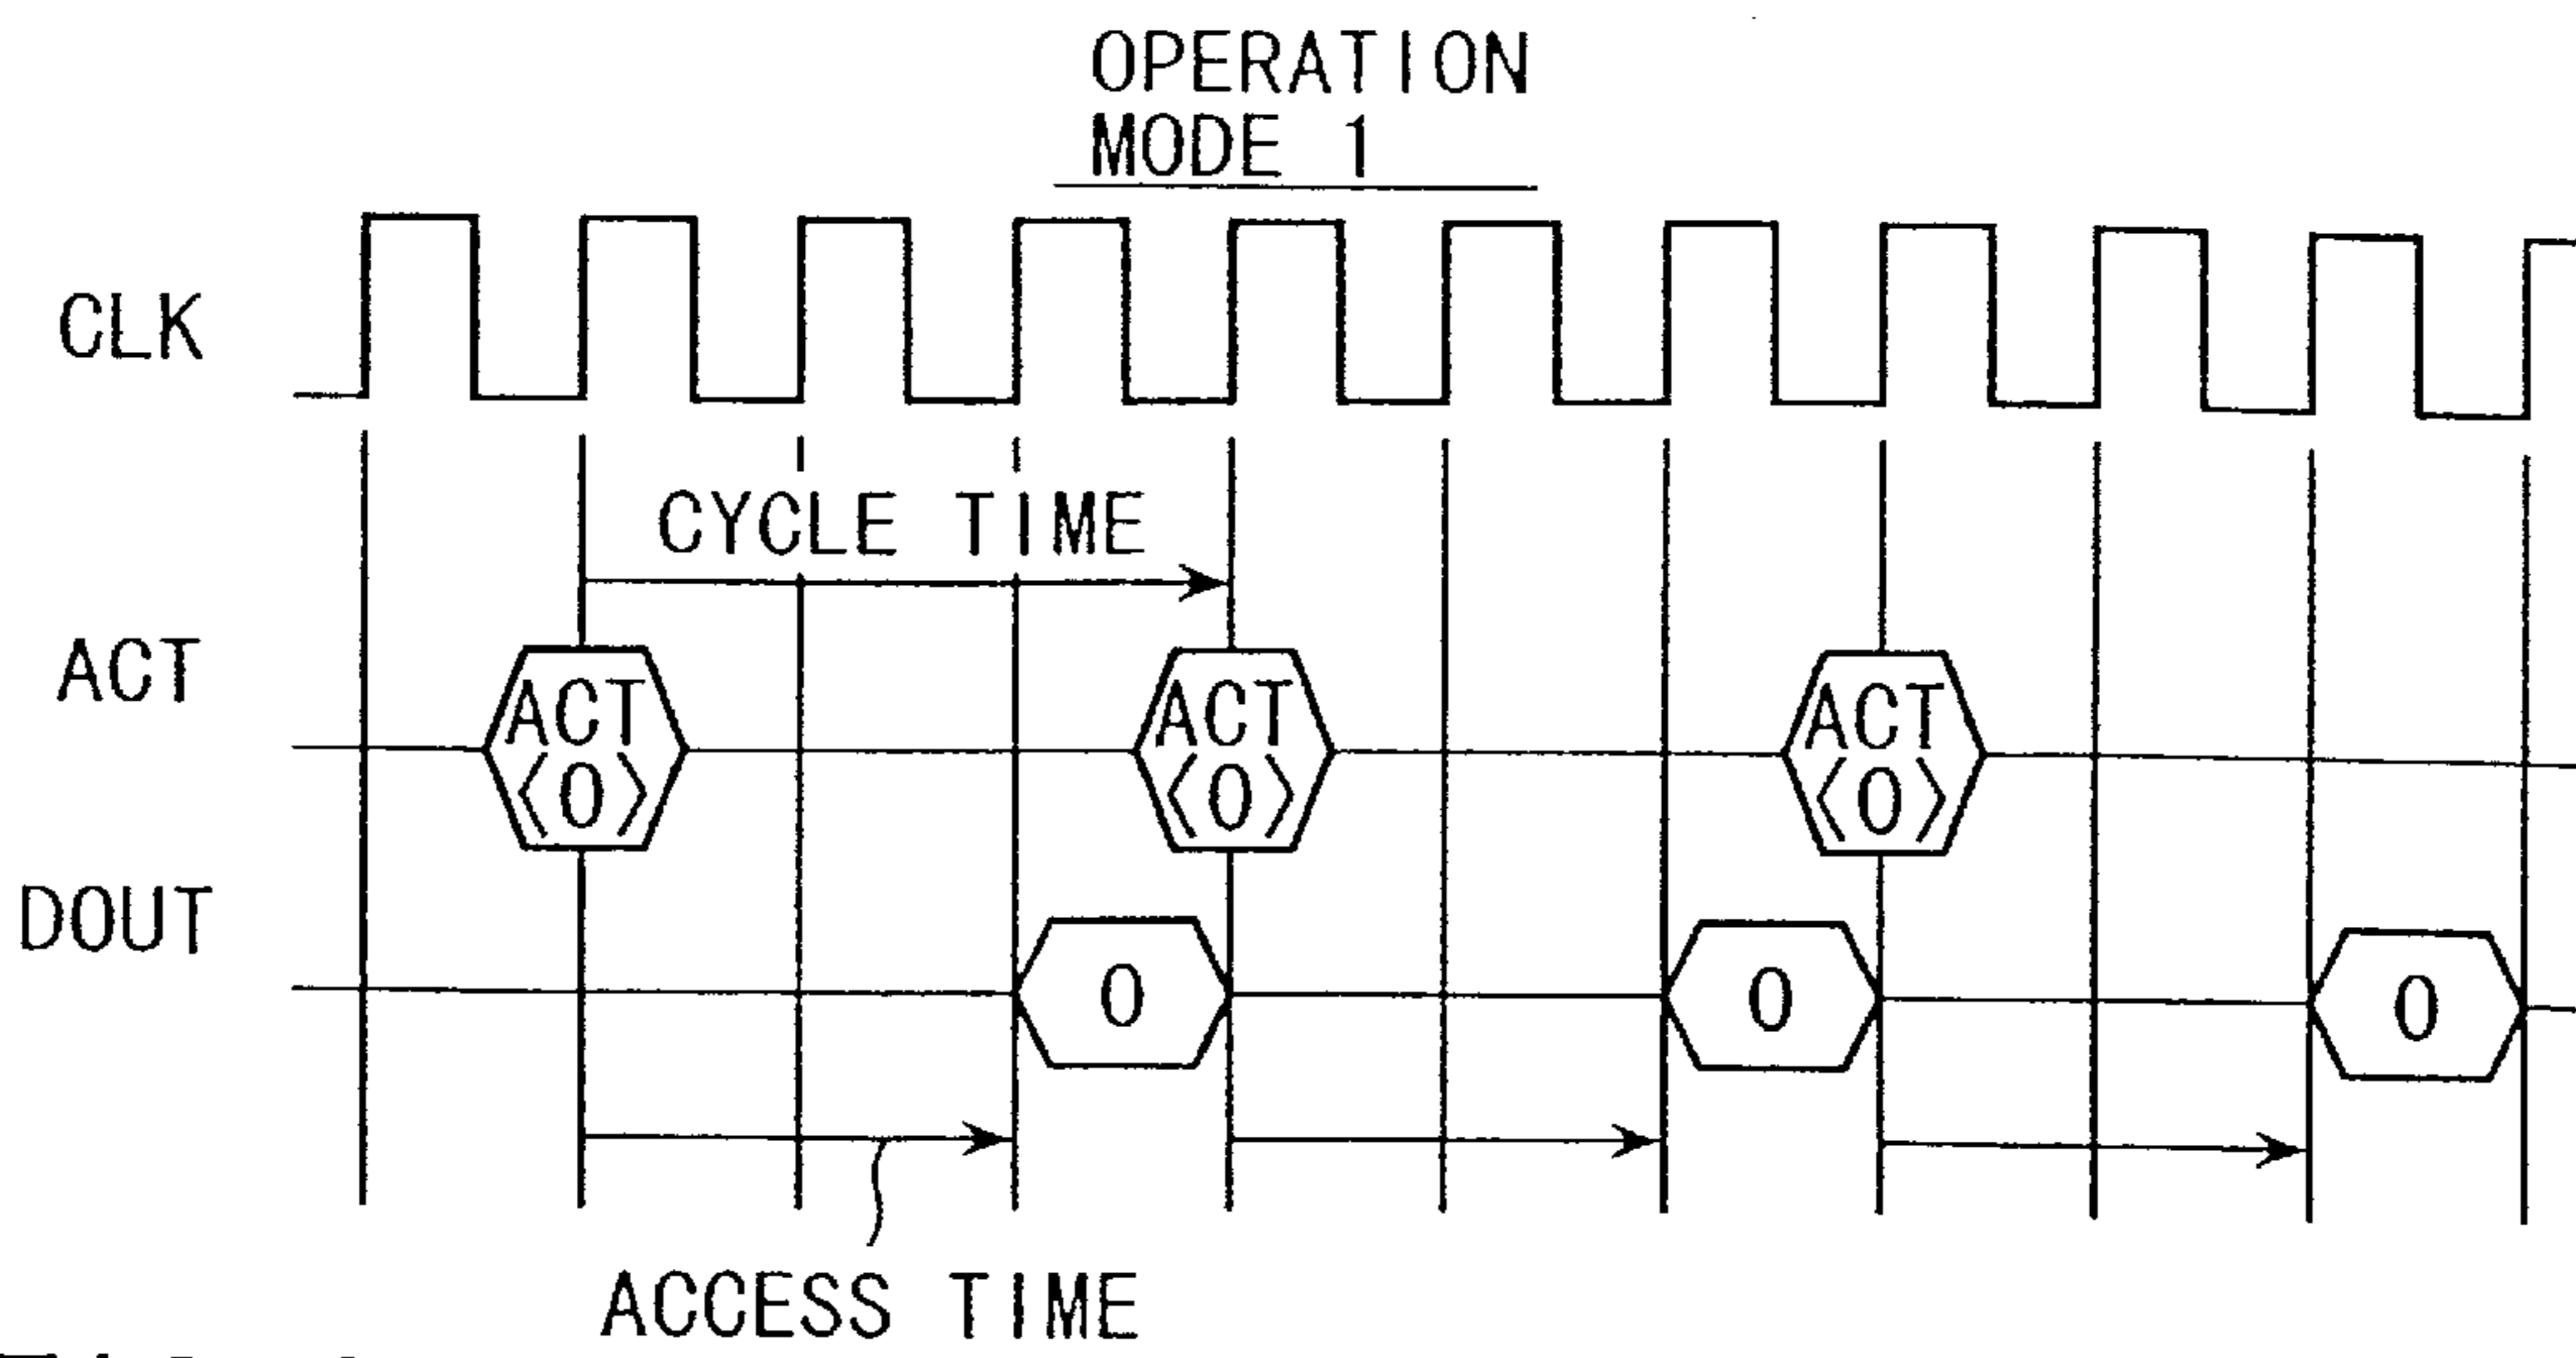 OPERATION
MODE 1
CLK
CYCLE TIME
ACT
ACT
<0>
ACT
<0>
ACT
<0>
DOUT
0
0
0
ACCESS TIME